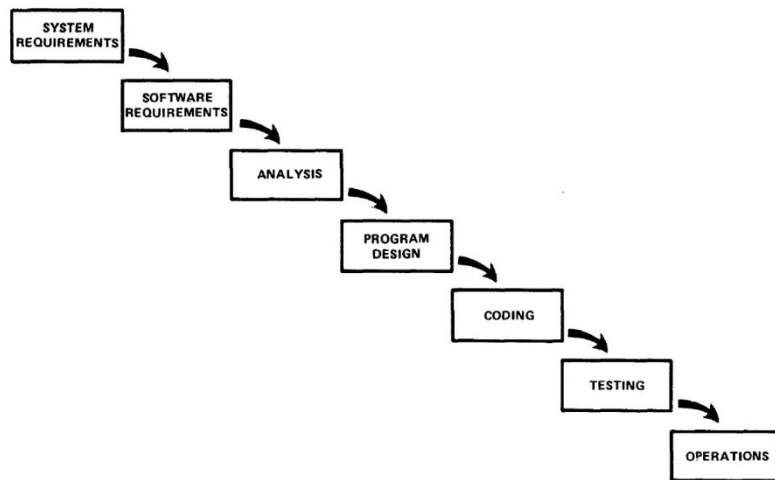 SYSTEM
REQUIREMENTS
SOFTWARE
REQUIREMENTS
ANALYSIS
PROGRAM
DESIGN
CODING
TESTING
OPERATIONS